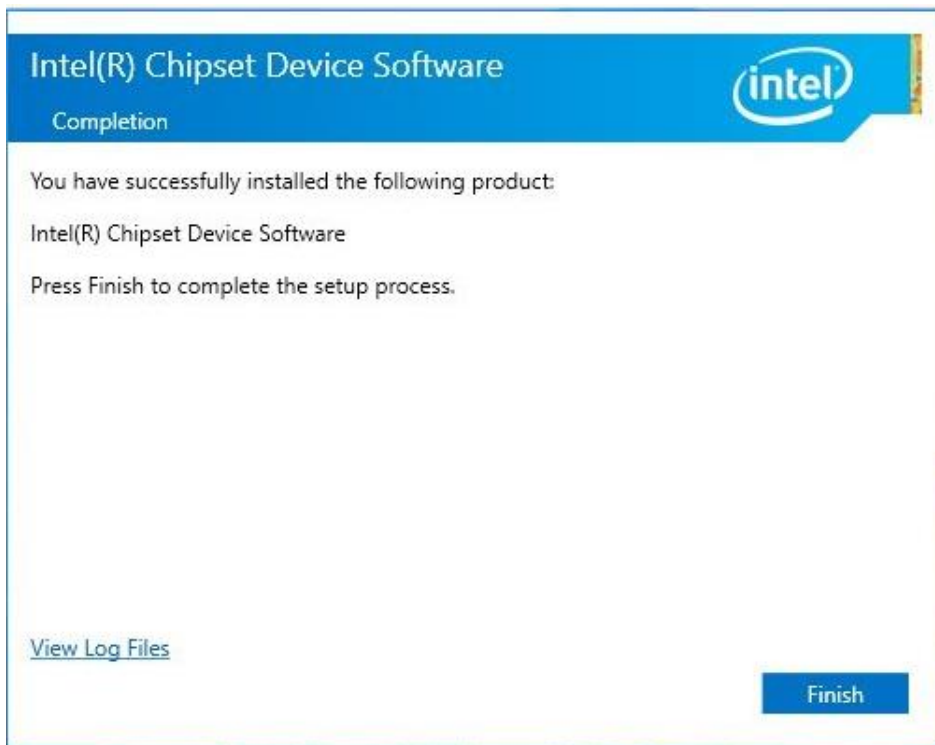 Intel(R) Chipset Device Software
intel
Completion
You have successfully installed the following product:
Intel(R) Chipset Device Software
Press Finish to complete the setup process.
View Log Files
Finish